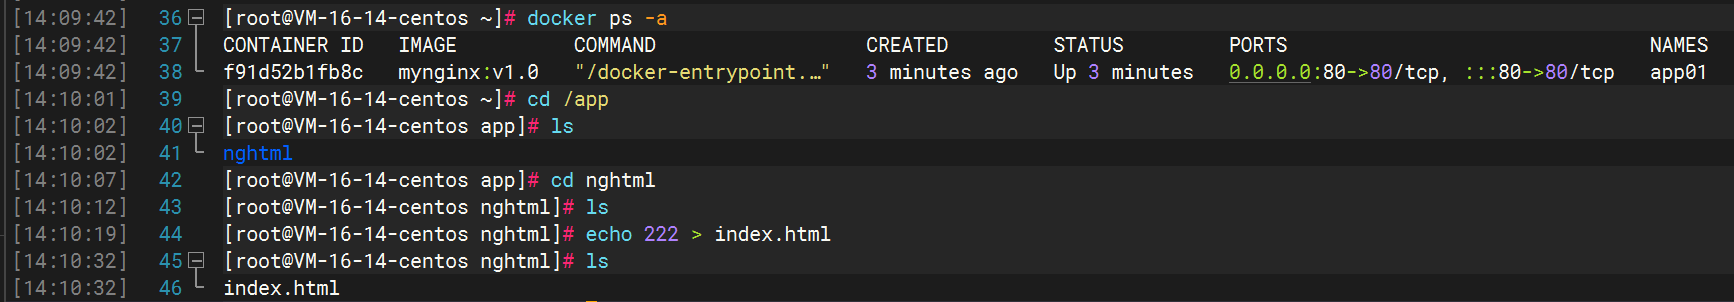 [14:09:42] 36 [root@VM-16-14-centos ~]# docker ps -a
[14:09:42] 37 CONTAINER ID IMAGE COMMAND CREATED STATUS PORTS NAMES
[14:09:42] 38 f91d52b1fb8c mynginx:v1.0 "/docker-entrypoint.…" 3 minutes ago Up 3 minutes 0.0.0.0:80->80/tcp, :::80->80/tcp app01
[14:10:01] 39 [root@VM-16-14-centos ~]# cd /app
[14:10:02] 40 [root@VM-16-14-centos app]# ls
[14:10:02] 41 nghtml
[14:10:07] 42 [root@VM-16-14-centos app]# cd nghtml
[14:10:12] 43 [root@VM-16-14-centos nghtml]# ls
[14:10:19] 44 [root@VM-16-14-centos nghtml]# echo 222 > index.html
[14:10:32] 45 [root@VM-16-14-centos nghtml]# ls
[14:10:32] 46 index.html